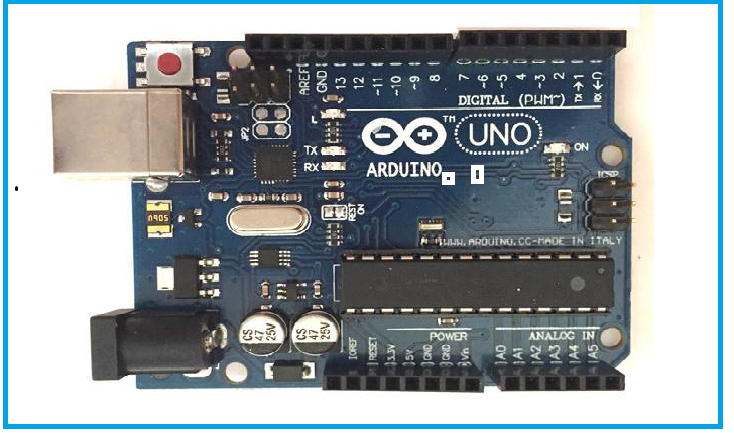 AREF
GND
13
12
~11
~10
~9
8
7
~6
~5
4
~3
2
TX→1
RX←0
DIGITAL (PWM~)
JP2
L
TX
RX
TM
UNO
ARDUINO
ON
ICSP
RESET
WWW.ARDUINO.CC-MADE IN ITALY
CS
47
25V
CS
47
25V
POWER
ANALOG IN
IOREF
RESET
3.3V
5V
GND
GND
Vin
A0
A1
A2
A3
A4
A5